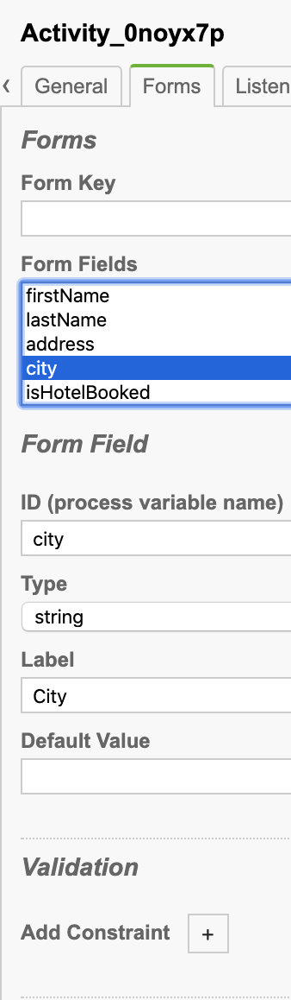 Activity_0noyx7p
‹ General Forms Listen
Forms
Form Key
Form Fields
firstName
lastName
address
city
isHotelBooked
Form Field
ID (process variable name)
city
Type
string
Label
City
Default Value
Validation
Add Constraint +